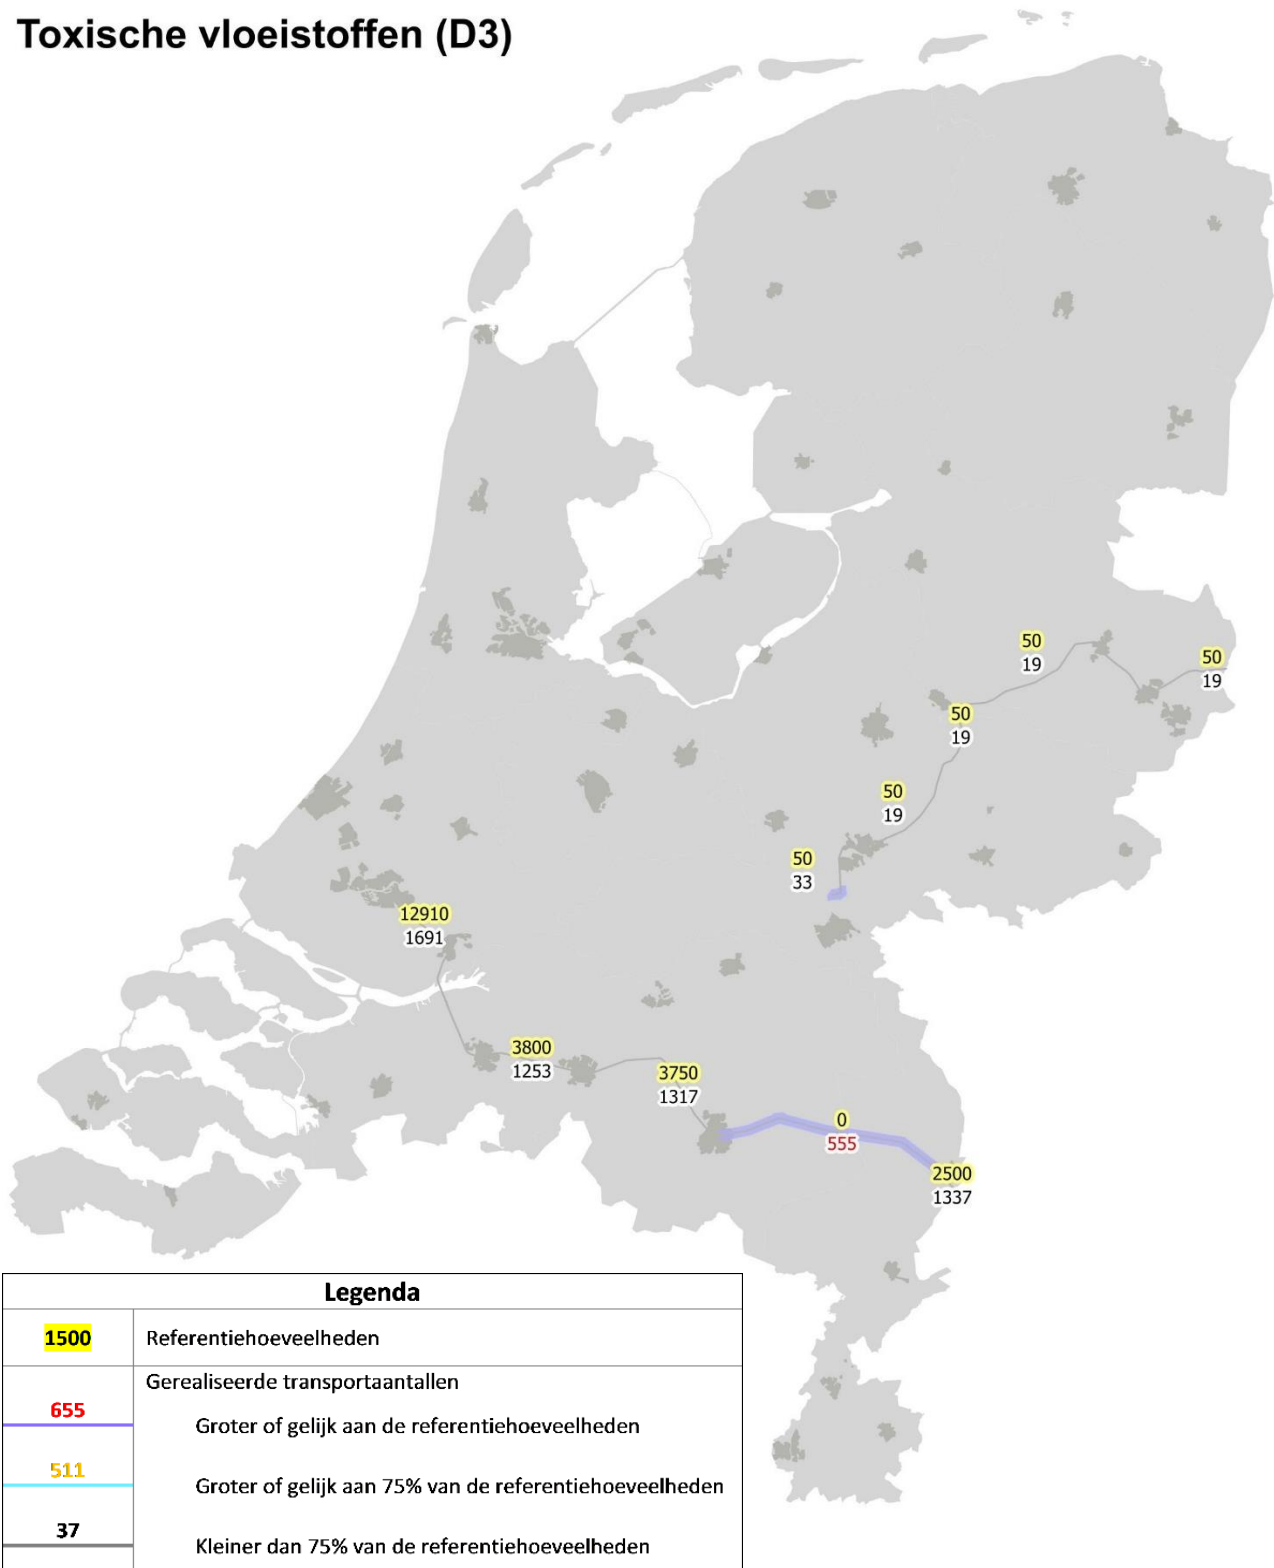 Toxische vloeistoffen (D3)
50
19
50
19
50
19
50
19
50
33
12910
1691
3800
1253
3750
1317
0
555
2500
1337
Legenda
1500 Referentiehoeveelheden
Gerealiseerde transportaantallen
655 Groter of gelijk aan de referentiehoeveelheden
511 Groter of gelijk aan 75% van de referentiehoeveelheden
37 Kleiner dan 75% van de referentiehoeveelheden